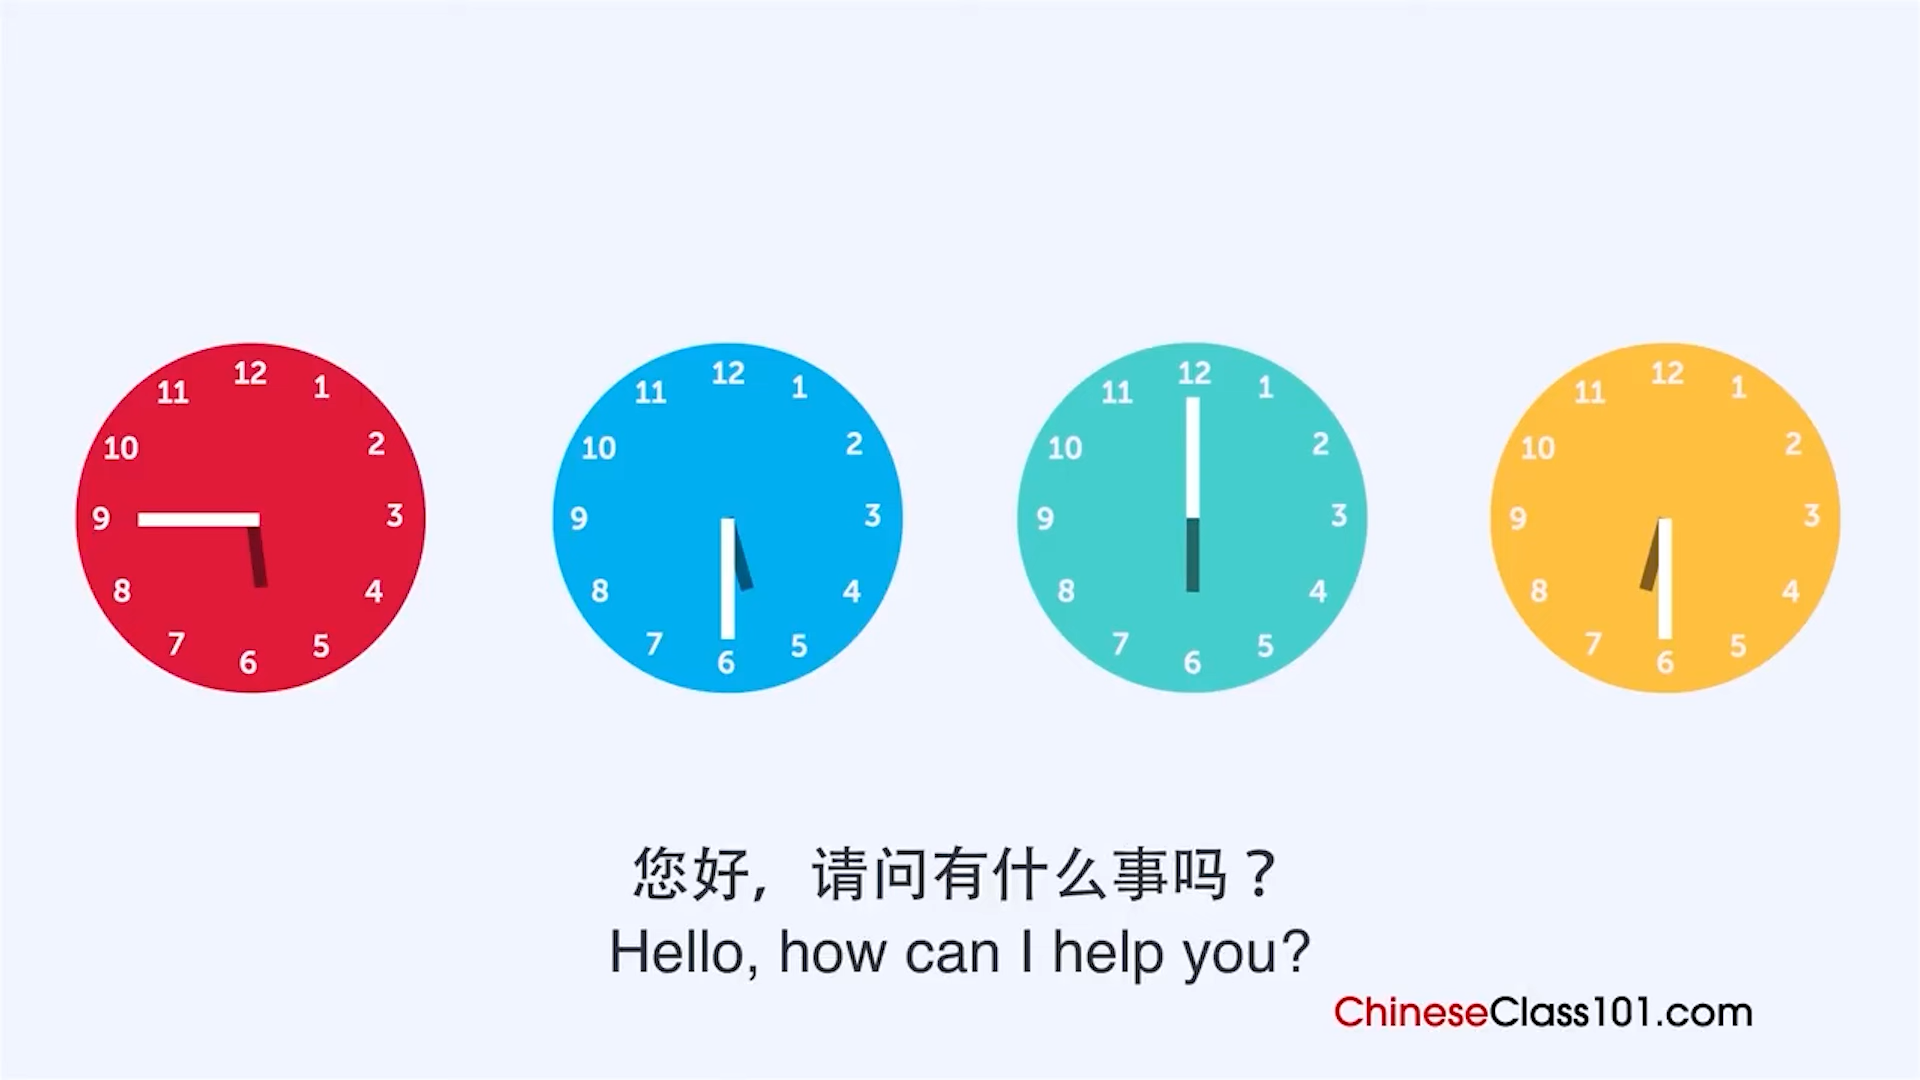 12 12 12 12
11 1 11 1 11 1 11 1
10 2 10 2 10 2 10 2
9 3 9 3 9 3 9 3
8 4 8 4 8 4 8 4
7 5 7 5 7 5 7 5
6 6 6 6
您好，请问有什么事吗？
Hello, how can I help you?
ChineseClass101.com